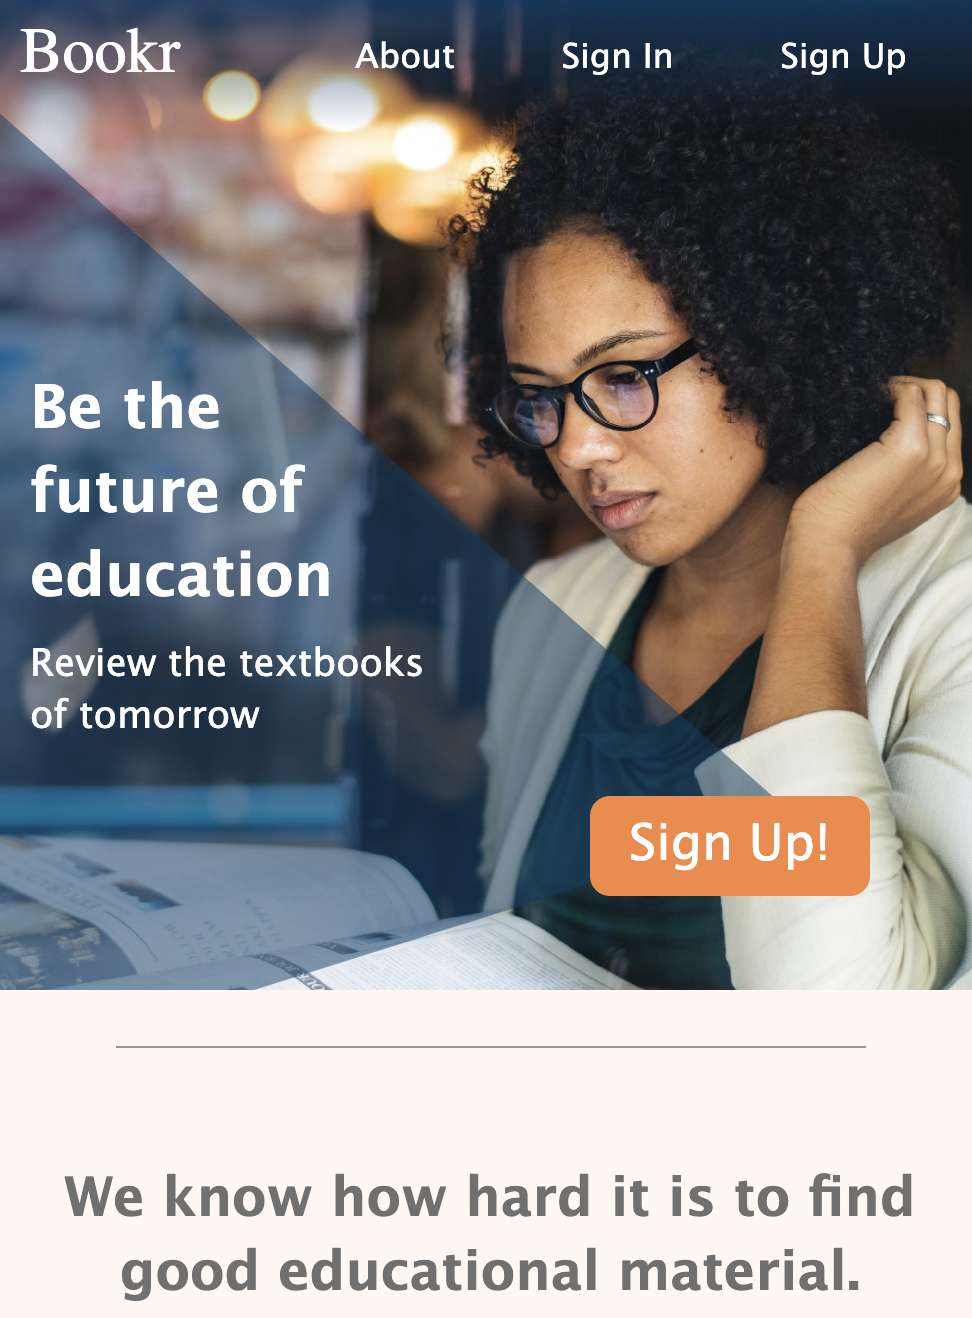 Bookr
About
Sign In
Sign Up
Be the
future of
education
Review the textbooks
of tomorrow
Sign Up!
We know how hard it is to find
good educational material.